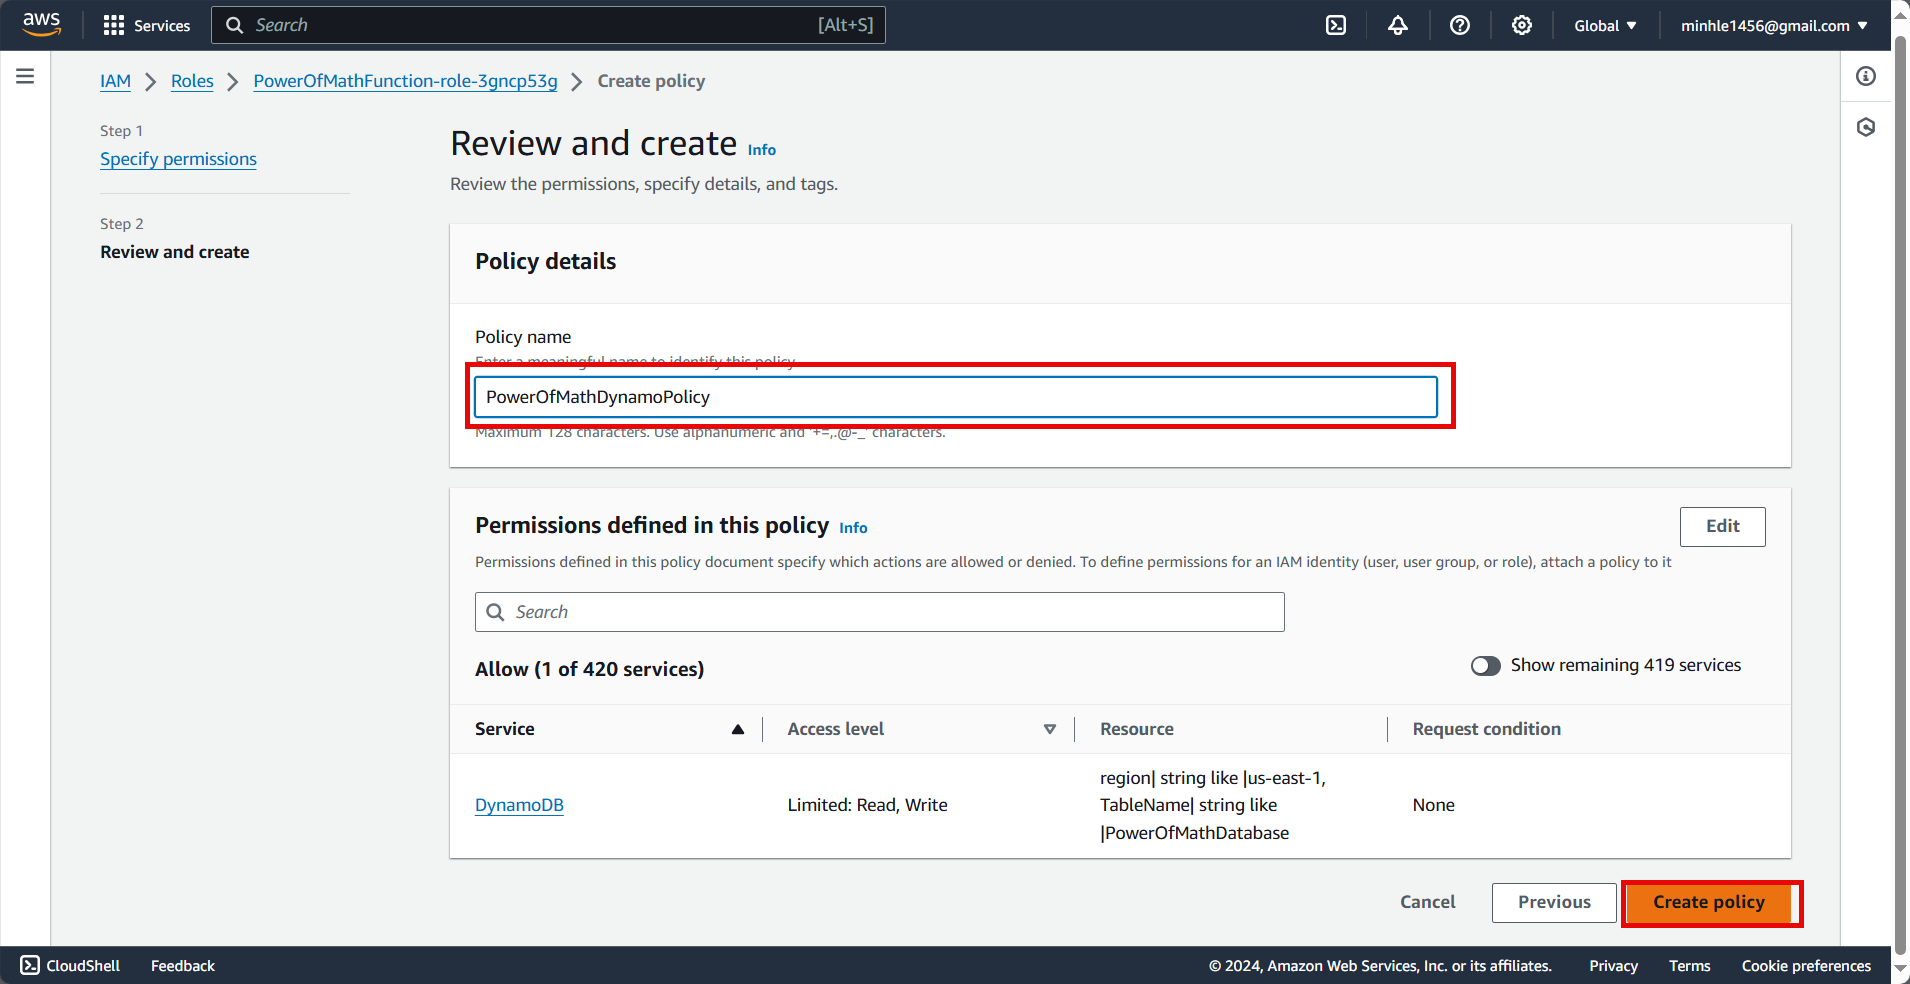 aws
Services
Search
[Alt+S]
Global
minhle1456@gmail.com
IAM
Roles
PowerOfMathFunction-role-3gncp53g
Create policy
Step 1
Specify permissions
Step 2
Review and create
Review and create Info
Review the permissions, specify details, and tags.
Policy details
Policy name
Enter a meaningful name to identify this policy.
PowerOfMathDynamoPolicy
Maximum 128 characters. Use alphanumeric and '+=,.@-_' characters.
Permissions defined in this policy Info
Edit
Permissions defined in this policy document specify which actions are allowed or denied. To define permissions for an IAM identity (user, user group, or role), attach a policy to it
Search
Allow (1 of 420 services)
Show remaining 419 services
Service
Access level
Resource
Request condition
DynamoDB
Limited: Read, Write
region| string like |us-east-1,
TableName| string like
|PowerOfMathDatabase
None
Cancel
Previous
Create policy
CloudShell
Feedback
© 2024, Amazon Web Services, Inc. or its affiliates.
Privacy
Terms
Cookie preferences